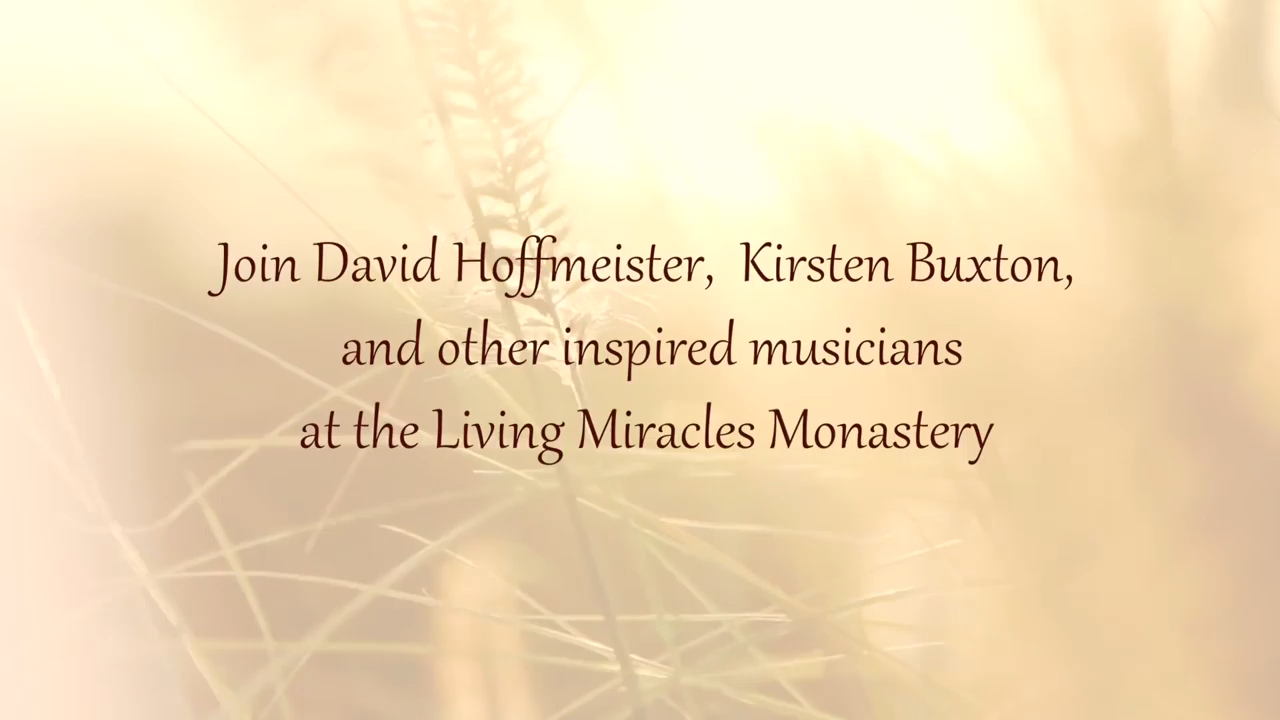 Join David Hoffmeister, Kirsten Buxton,
and other inspired musicians
at the Living Miracles Monastery